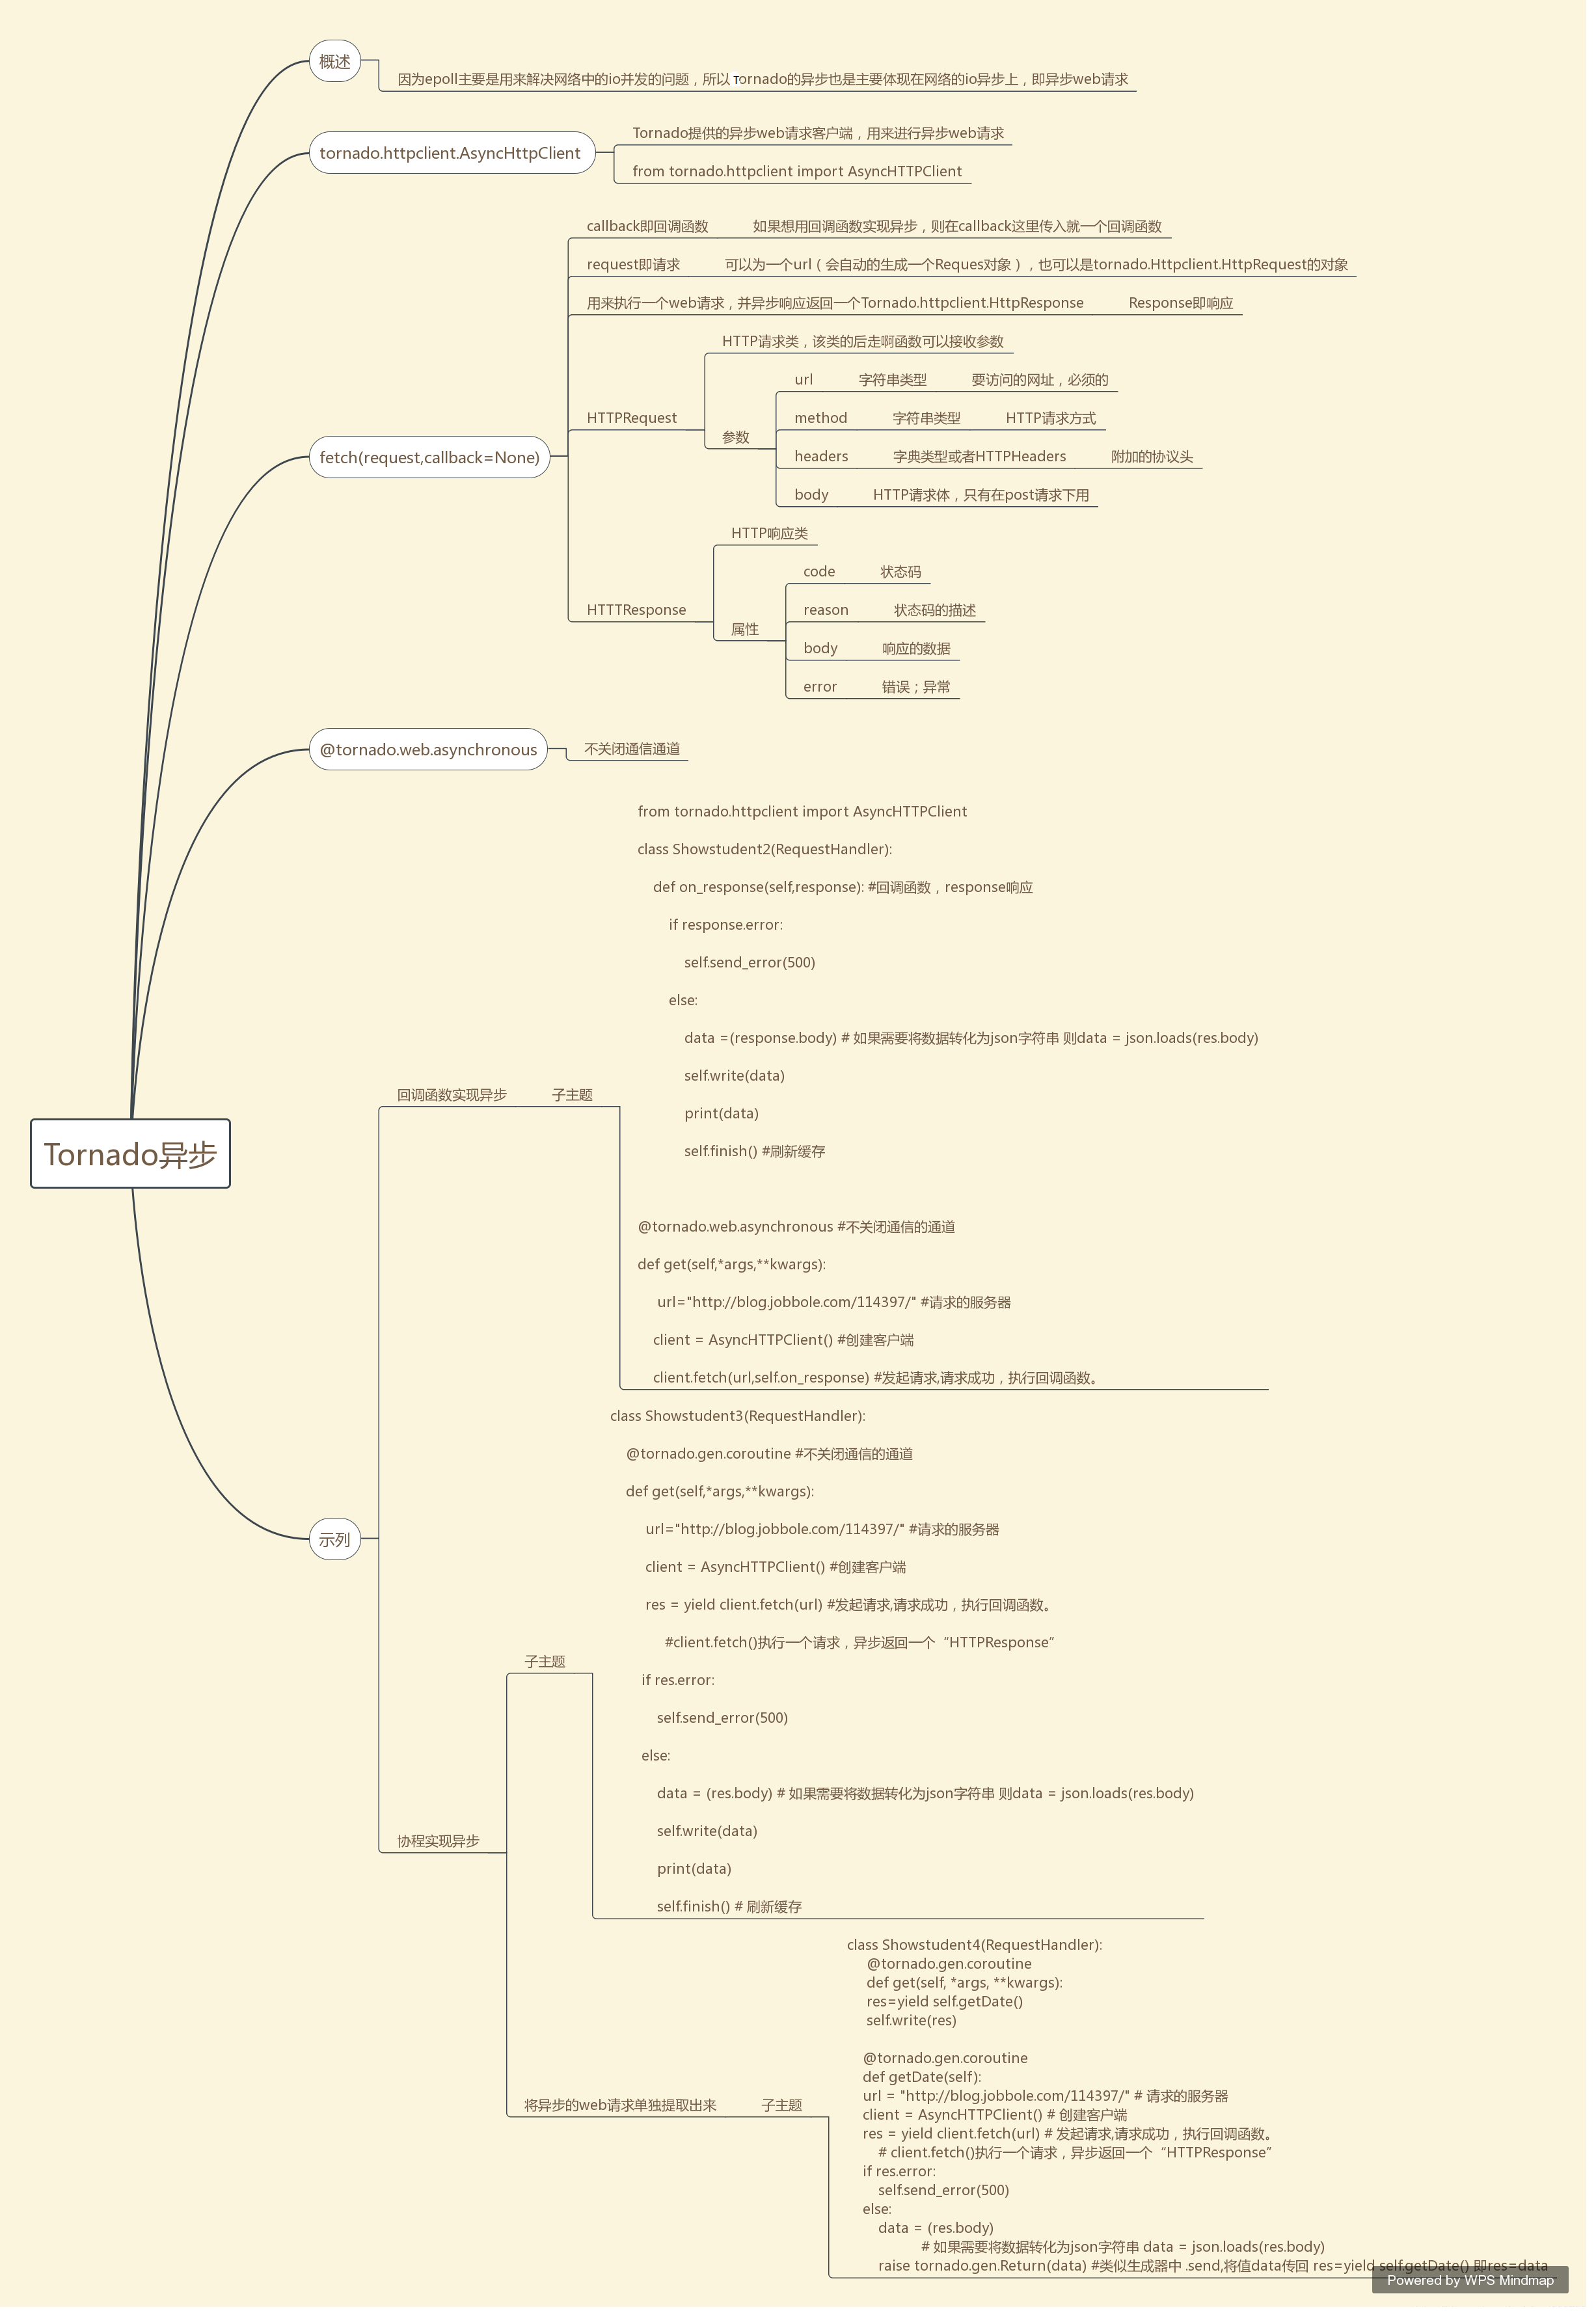 概述
因为epoll主要是用来解决网络中的io并发的问题，所以Tornado的异步也是主要体现在网络的io异步上，即异步web请求
tornado.httpclient.AsyncHttpClient
Tornado提供的异步web请求客户端，用来进行异步web请求
from tornado.httpclient import AsyncHTTPClient
fetch(request,callback=None)
callback即回调函数 如果想用回调函数实现异步，则在callback这里传入就一个回调函数
request即请求 可以为一个url（会自动的生成一个Reques对象），也可以是tornado.Httpclient.HttpRequest的对象
用来执行一个web请求，并异步响应返回一个Tornado.httpclient.HttpResponse Response即响应
HTTPRequest
HTTP请求类，该类的后走啊函数可以接收参数
参数
url 字符串类型 要访问的网址，必须的
method 字符串类型 HTTP请求方式
headers 字典类型或者HTTPHeaders 附加的协议头
body HTTP请求体，只有在post请求下用
HTTTResponse
HTTP响应类
属性
code 状态码
reason 状态码的描述
body 响应的数据
error 错误；异常
@tornado.web.asynchronous
不关闭通信通道
Tornado异步
示列
回调函数实现异步 子主题
from tornado.httpclient import AsyncHTTPClient
class Showstudent2(RequestHandler):
def on_response(self,response): #回调函数，response响应
if response.error:
self.send_error(500)
else:
data =(response.body) # 如果需要将数据转化为json字符串 则data = json.loads(res.body)
self.write(data)
print(data)
self.finish() #刷新缓存
@tornado.web.asynchronous #不关闭通信的通道
def get(self,*args,**kwargs):
url="http://blog.jobbole.com/114397/" #请求的服务器
client = AsyncHTTPClient() #创建客户端
client.fetch(url,self.on_response) #发起请求,请求成功，执行回调函数。
协程实现异步
子主题
class Showstudent3(RequestHandler):
@tornado.gen.coroutine #不关闭通信的通道
def get(self,*args,**kwargs):
url="http://blog.jobbole.com/114397/" #请求的服务器
client = AsyncHTTPClient() #创建客户端
res = yield client.fetch(url) #发起请求,请求成功，执行回调函数。
#client.fetch()执行一个请求，异步返回一个“HTTPResponse”
if res.error:
self.send_error(500)
else:
data = (res.body) # 如果需要将数据转化为json字符串 则data = json.loads(res.body)
self.write(data)
print(data)
self.finish() # 刷新缓存
将异步的web请求单独提取出来 子主题
class Showstudent4(RequestHandler):
@tornado.gen.coroutine
def get(self, *args, **kwargs):
res=yield self.getDate()
self.write(res)
@tornado.gen.coroutine
def getDate(self):
url = "http://blog.jobbole.com/114397/" # 请求的服务器
client = AsyncHTTPClient() # 创建客户端
res = yield client.fetch(url) # 发起请求,请求成功，执行回调函数。
# client.fetch()执行一个请求，异步返回一个“HTTPResponse”
if res.error:
self.send_error(500)
else:
data = (res.body)
# 如果需要将数据转化为json字符串 data = json.loads(res.body)
raise tornado.gen.Return(data) #类似生成器中 .send,将值data传回 res=yield self.getDate() 即res=data
Powered by WPS Mindmap